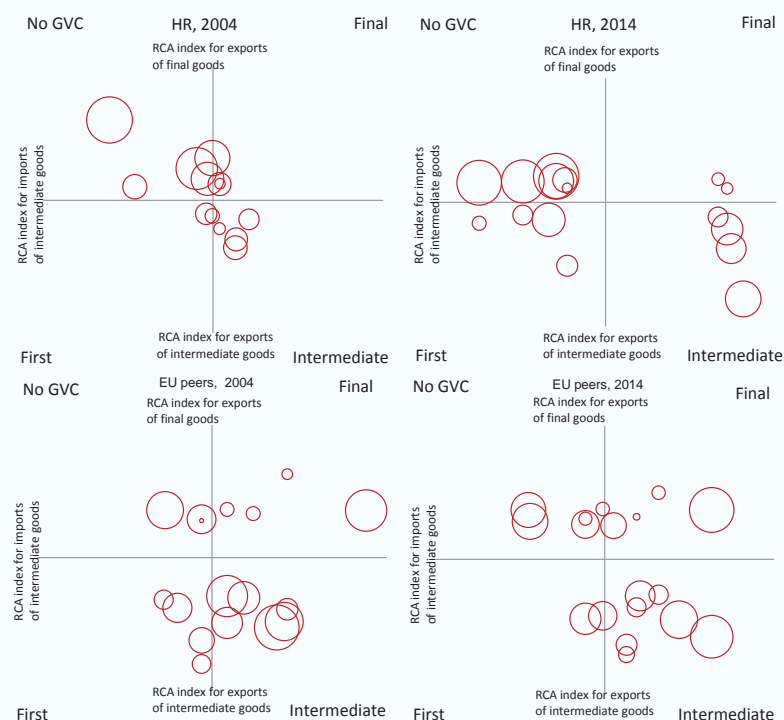 No GVC
HR, 2004
Final
RCA index for exports
of final goods
RCA index for imports
of intermediate goods
RCA index for exports
of intermediate goods
First
Intermediate
No GVC
HR, 2014
Final
RCA index for exports
of final goods
RCA index for imports
of intermediate goods
RCA index for exports
of intermediate goods
First
Intermediate
No GVC
EU peers, 2004
Final
RCA index for exports
of final goods
RCA index for imports
of intermediate goods
RCA index for exports
of intermediate goods
First
Intermediate
No GVC
EU peers, 2014
Final
RCA index for exports
of final goods
RCA index for imports
of intermediate goods
RCA index for exports
of intermediate goods
First
Intermediate